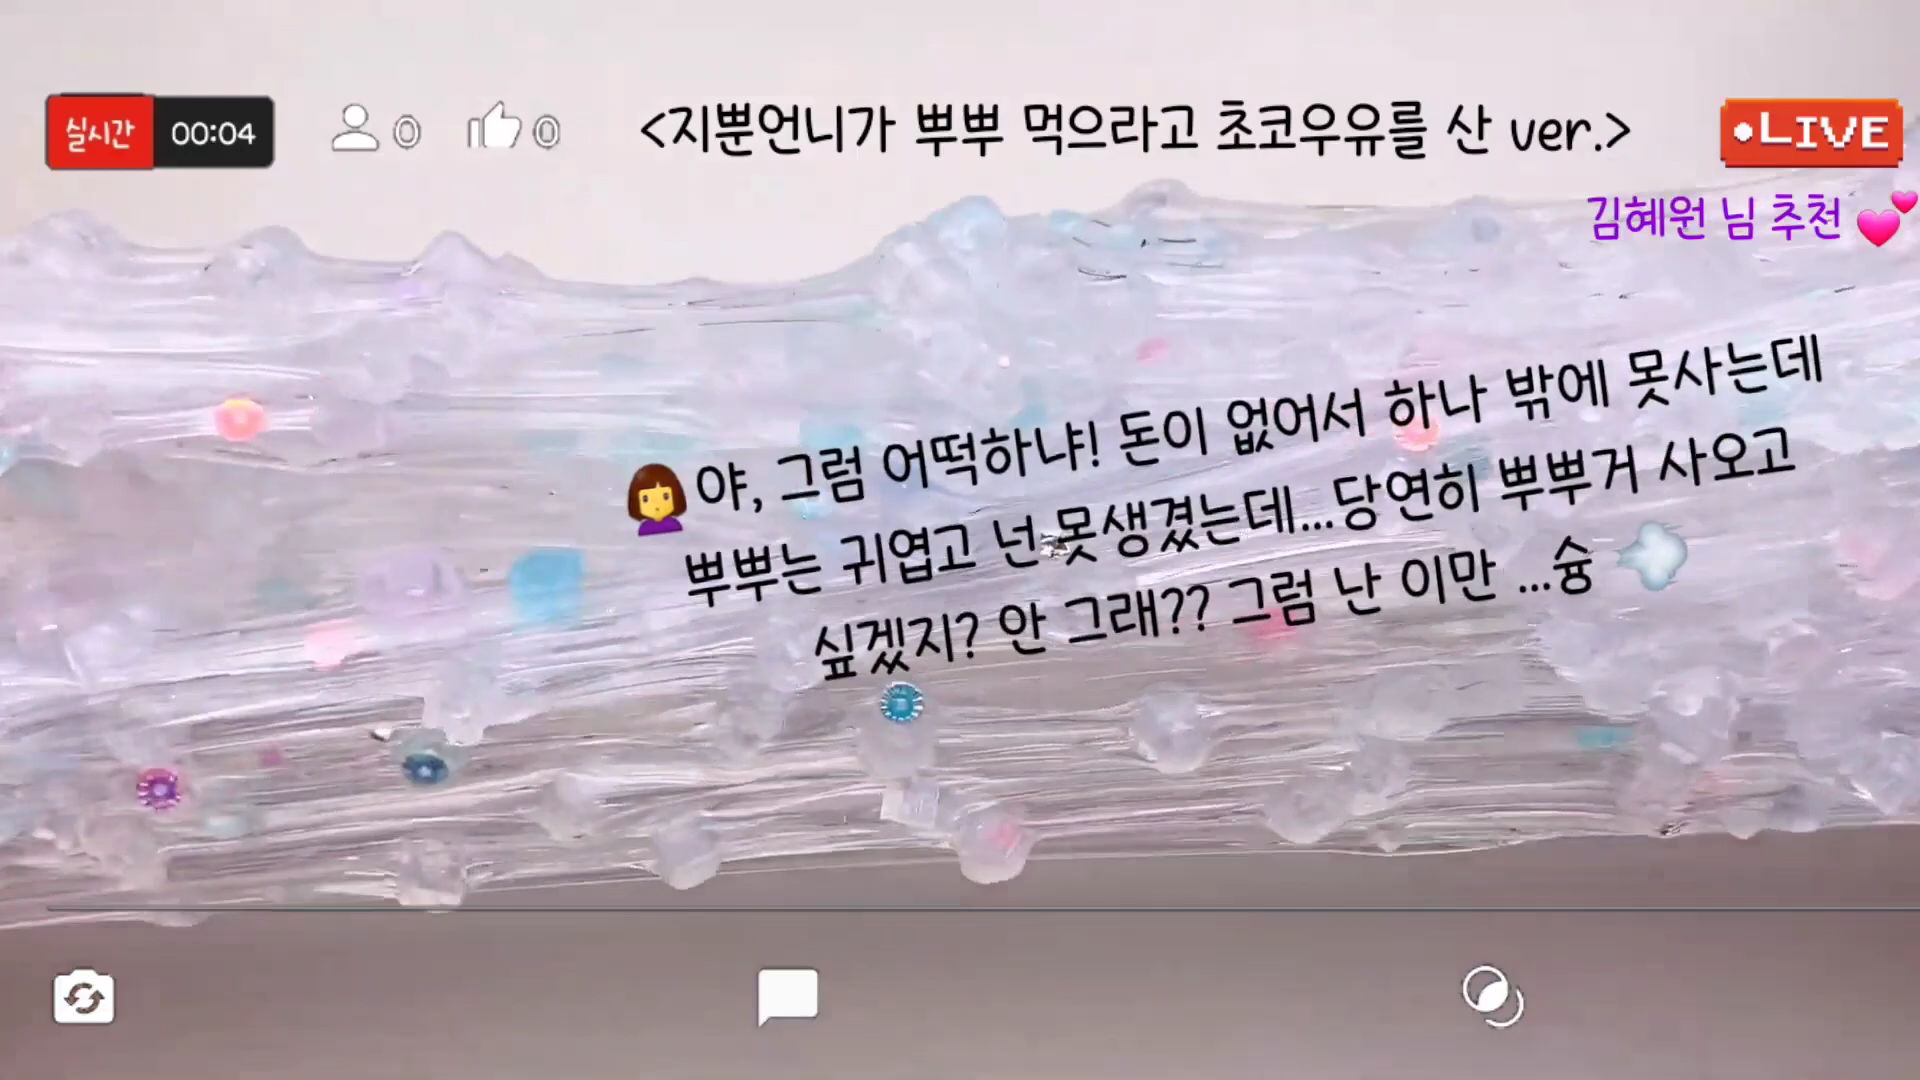 실시간 00:04 0 0 <지뿐언니가 뿌뿌 먹으라고 초코우유를 산 ver.> LIVE
김혜원 님 추천
야, 그럼 어떡하냐! 돈이 없어서 하나 밖에 못사는데
뿌뿌는 귀엽고 넌 못생겼는데...당연히 뿌뿌거 사오고
싶겠지? 안 그래?? 그럼 난 이만 ...슝